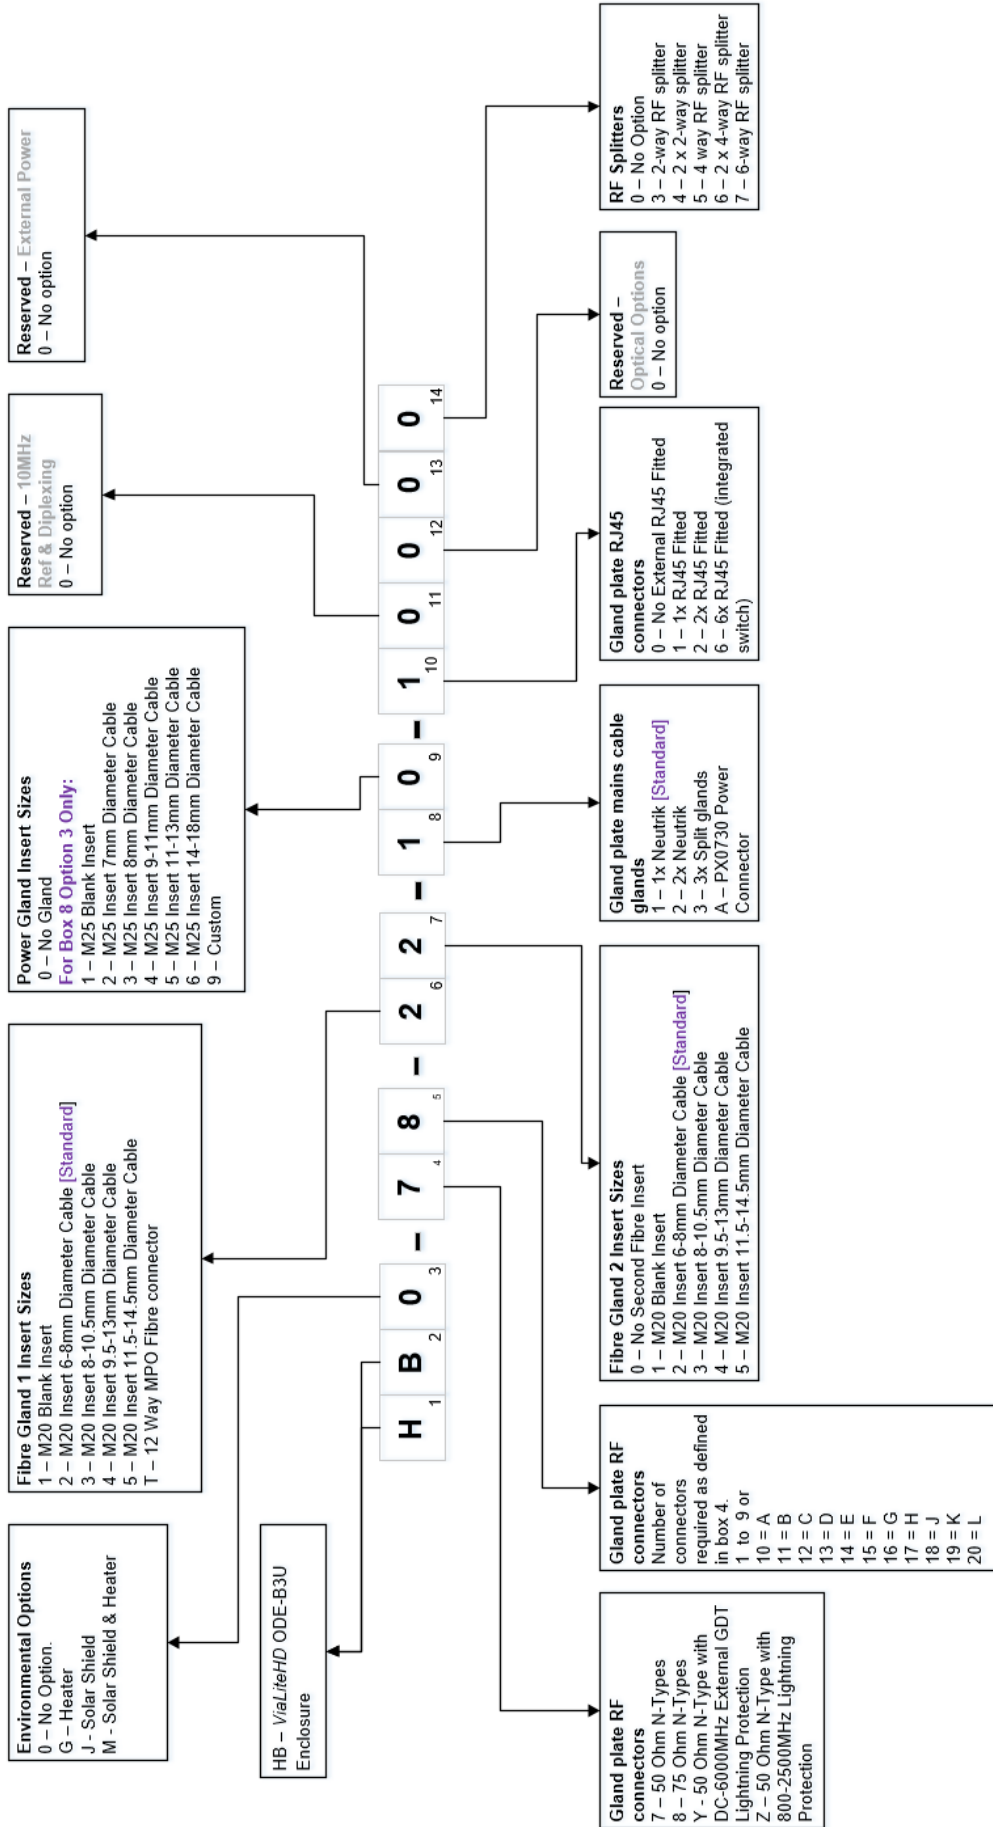 Environmental Options
0 – No Option.
G – Heater
J - Solar Shield
M - Solar Shield & Heater
Fibre Gland 1 Insert Sizes
1 – M20 Blank Insert
2 – M20 Insert 6-8mm Diameter Cable [Standard]
3 – M20 Insert 8-10.5mm Diameter Cable
4 – M20 Insert 9.5-13mm Diameter Cable
5 – M20 Insert 11.5-14.5mm Diameter Cable
T – 12 Way MPO Fibre connector
Power Gland Insert Sizes
0 – No Gland
For Box 8 Option 3 Only:
1 – M25 Blank Insert
2 – M25 Insert 7mm Diameter Cable
3 – M25 Insert 8mm Diameter Cable
4 – M25 Insert 9-11mm Diameter Cable
5 – M25 Insert 11-13mm Diameter Cable
6 – M25 Insert 14-18mm Diameter Cable
9 – Custom
Reserved – 10MHz
Ref & Diplexing
0 – No option
Reserved – External Power
0 – No option
HB – ViaLiteHD ODE-B3U
Enclosure
H B 0 – 7 8 – 2 2 – 1 0 – 1 0 0 0 0
1 2 3 4 5 6 7 8 9 10 11 12 13 14
Gland plate RF
connectors
7 – 50 Ohm N-Types
8 – 75 Ohm N-Types
Y - 50 Ohm N-Type with
DC-6000MHz External GDT
Lightning Protection
Z – 50 Ohm N-Type with
800-2500MHz Lightning
Protection
Gland plate RF
connectors
Number of
connectors
required as defined
in box 4.
1 to 9 or
10 = A
11 = B
12 = C
13 = D
14 = E
15 = F
16 = G
17 = H
18 = J
19 = K
20 = L
Fibre Gland 2 Insert Sizes
0 – No Second Fibre Insert
1 – M20 Blank Insert
2 – M20 Insert 6-8mm Diameter Cable [Standard]
3 – M20 Insert 8-10.5mm Diameter Cable
4 – M20 Insert 9.5-13mm Diameter Cable
5 – M20 Insert 11.5-14.5mm Diameter Cable
Gland plate mains cable
glands
1 – 1x Neutrik [Standard]
2 – 2x Neutrik
3 – 3x Split glands
A – PX0730 Power
Connector
Gland plate RJ45
connectors
0 – No External RJ45 Fitted
1 – 1x RJ45 Fitted
2 – 2x RJ45 Fitted
6 – 6x RJ45 Fitted (integrated
switch)
Reserved –
Optical Options
0 – No option
RF Splitters
0 – No Option
3 – 2-way RF splitter
4 – 2 x 2-way splitter
5 – 4 way RF splitter
6 – 2 x 4-way RF splitter
7 – 6-way RF splitter